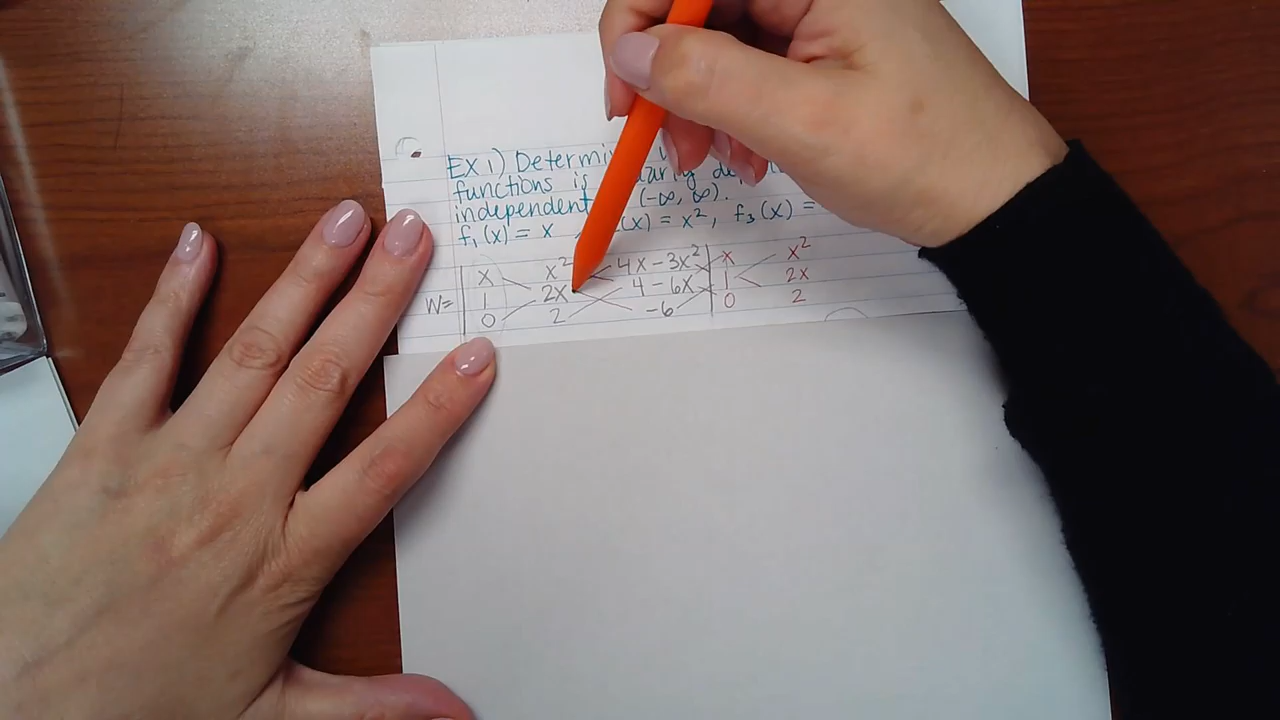 EX 1) Determi
functions is
independent (-∞, ∞).
f₁(x) = x (x) = x², f₃(x) =
W= | x x² 4x - 3x² | x x²
1 2x 4 - 6x 1 2x
0 2 -6 0 2